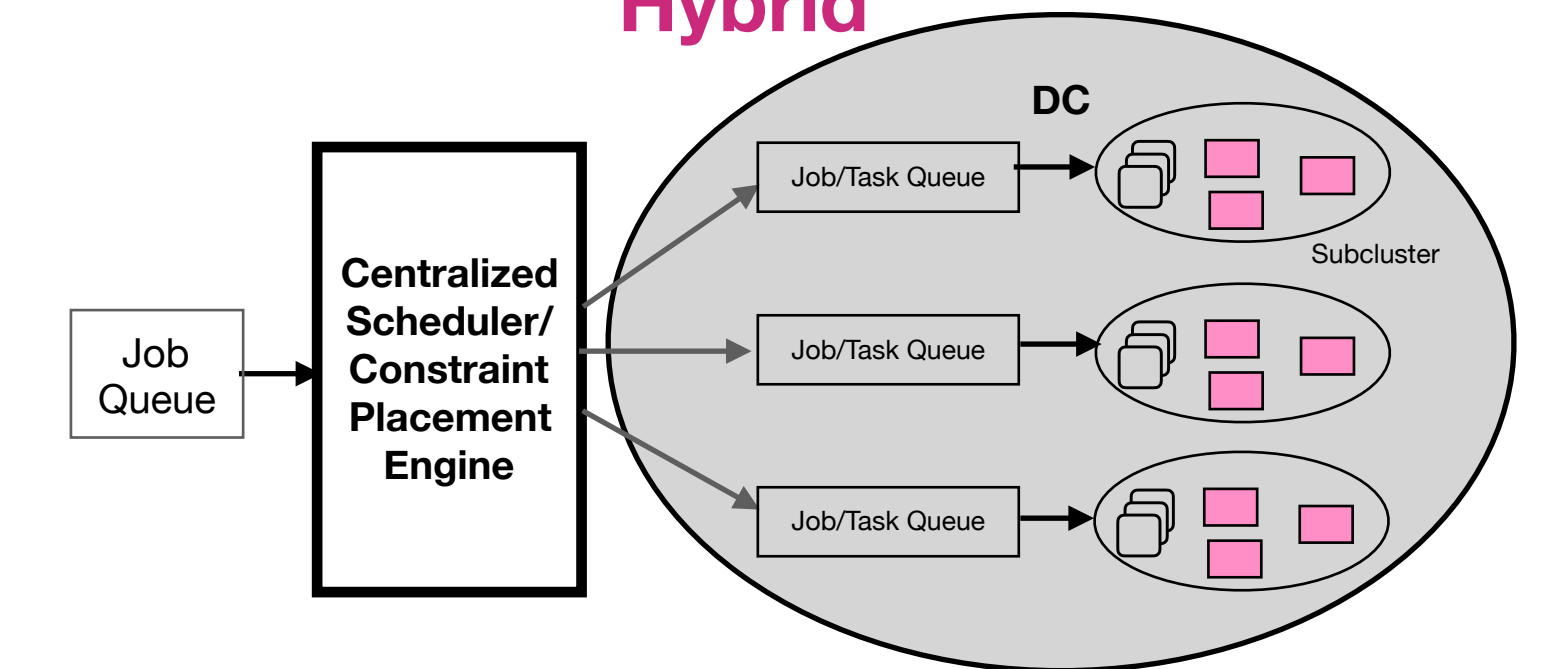 Hybrid
DC
Job/Task Queue
Subcluster
Centralized
Scheduler/
Constraint
Placement
Engine
Job
Queue
Job/Task Queue
Job/Task Queue